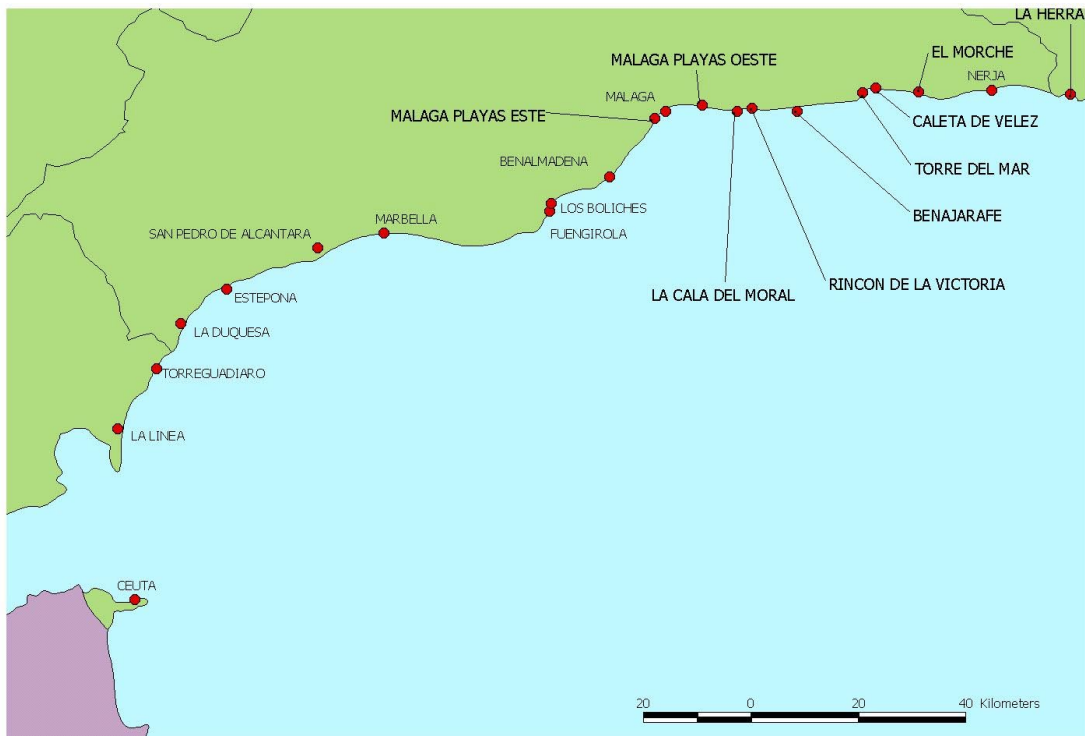 LA HERRA
EL MORCHE
MALAGA PLAYAS OESTE
NERJA
MALAGA
MALAGA PLAYAS ESTE
CALETA DE VELEZ
BENALMADENA
TORRE DEL MAR
LOS BOLICHES
BENAJARAFE
MARBELLA
FUENGIROLA
SAN PEDRO DE ALCANTARA
RINCON DE LA VICTORIA
LA CALA DEL MORAL
ESTEPONA
LA DUQUESA
TORREGUADIARO
LA LINEA
CEUTA
20 0 20 40 Kilometers